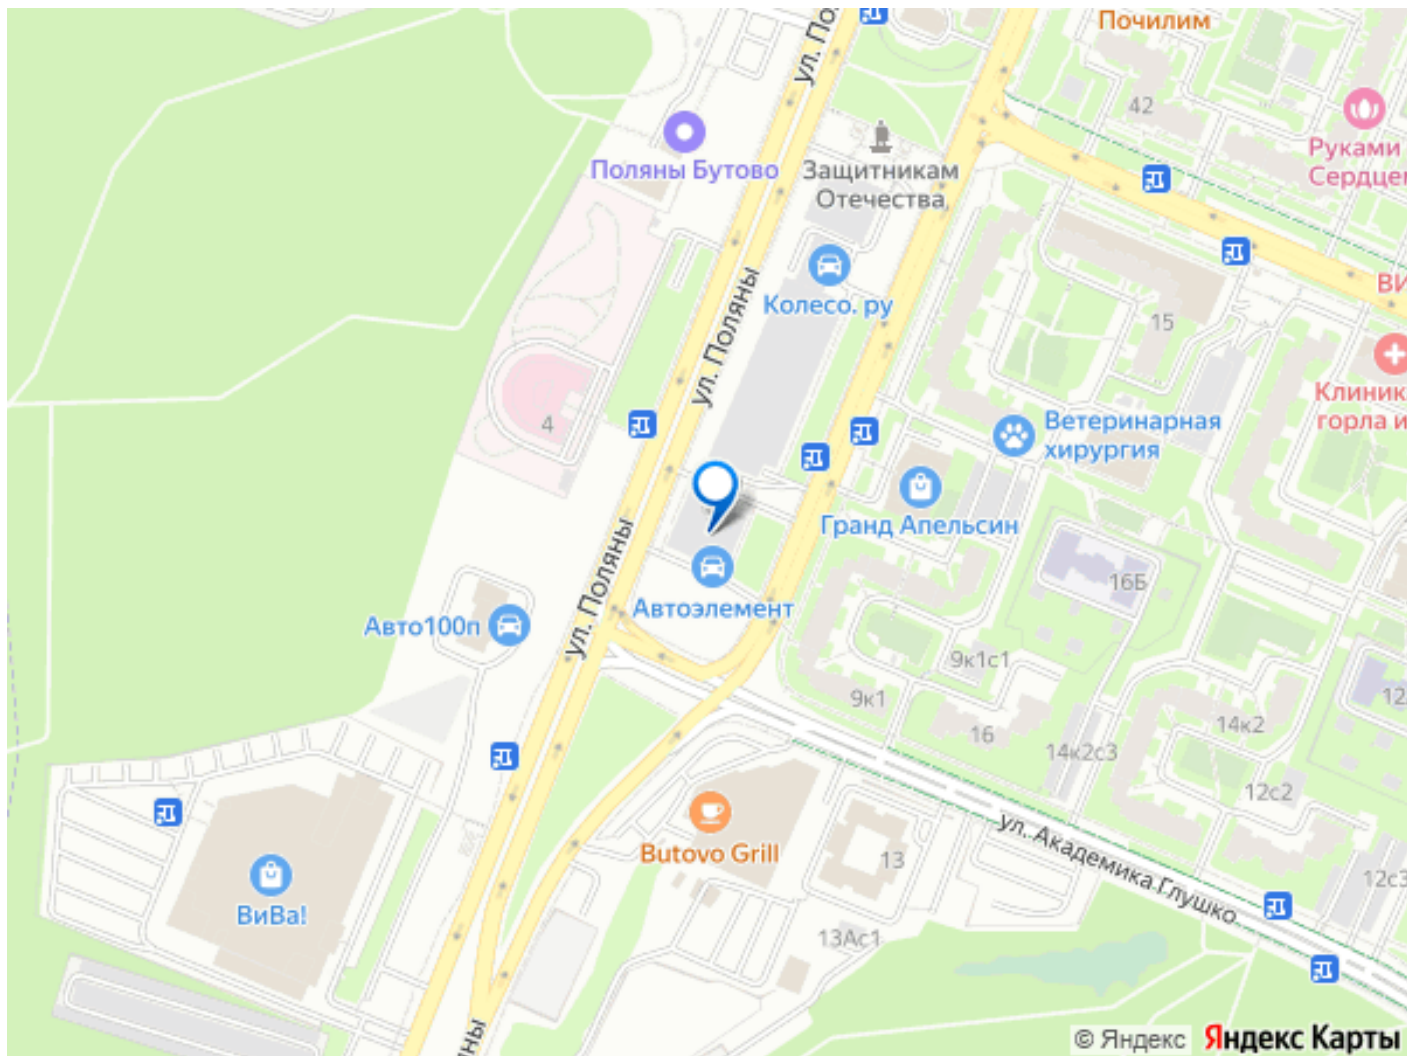 ул. По
Почилим
42
Поляны Бутово
Защитникам
Отечества
Руками
Сердцем
Колесо. ру
ул. Поляны
15
ВИ
Клиник
горла и
4
Ветеринарная
хирургия
Гранд Апельсин
ул. Поляны
16Б
Автоэлемент
Авто100п
9к1с1
9к1
16
14к2
12
14к2с3
12с2
Butovo Grill
13
ул. Академика Глушко
12с3
ВиВа!
13Ас1
ны
© Яндекс Яндекс Карты